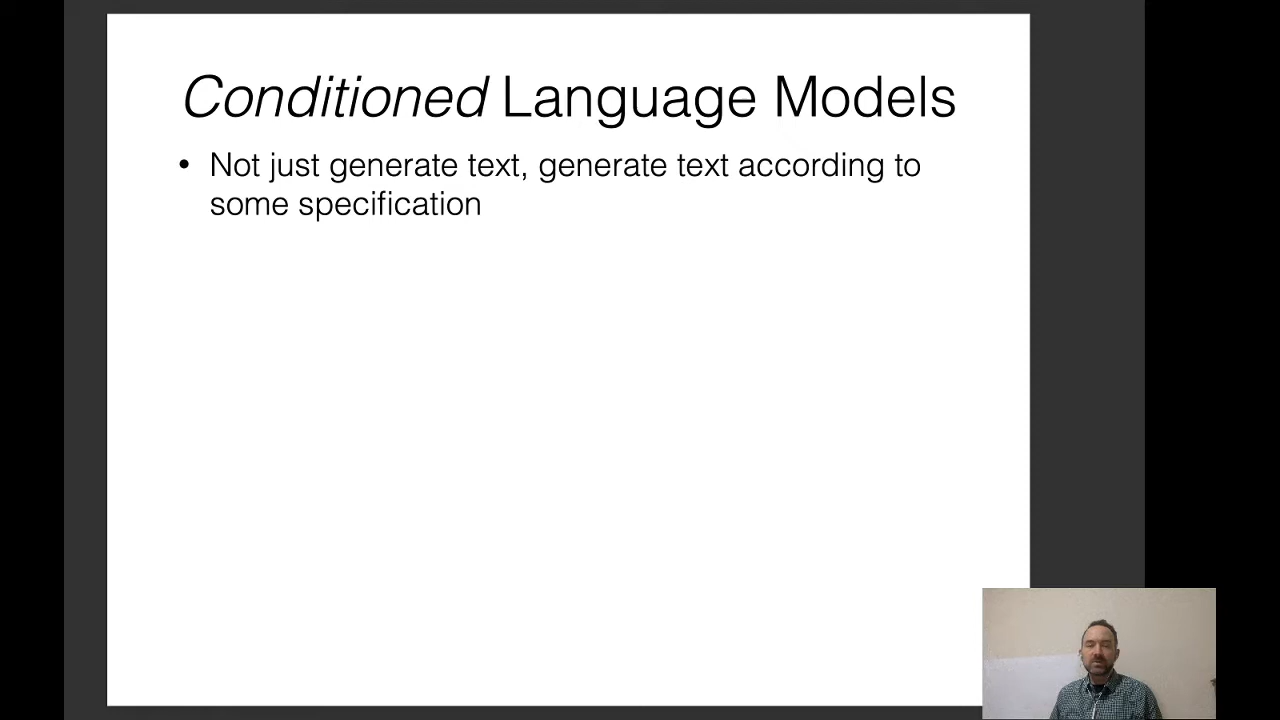 Conditioned Language Models
• Not just generate text, generate text according to
some specification